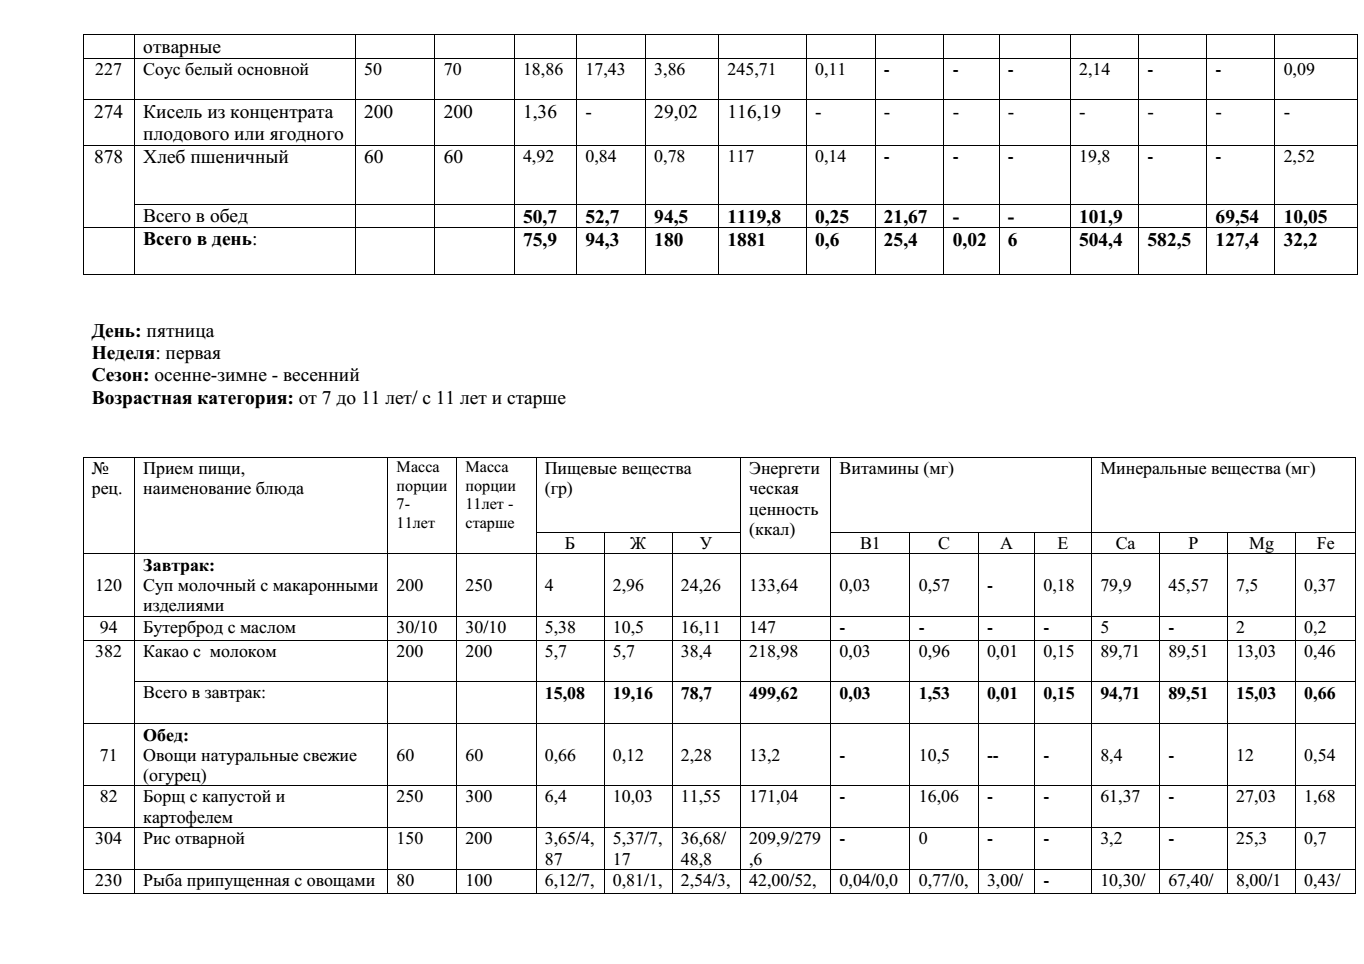 отварные
227 Соус белый основной 50 70 18,86 17,43 3,86 245,71 0,11 - - - 2,14 - - 0,09
274 Кисель из концентрата 200 200 1,36 - 29,02 116,19 - - - - - - - -
плодового или ягодного
878 Хлеб пшеничный 60 60 4,92 0,84 0,78 117 0,14 - - - 19,8 - - 2,52
Всего в обед 50,7 52,7 94,5 1119,8 0,25 21,67 - - 101,9 69,54 10,05
Всего в день: 75,9 94,3 180 1881 0,6 25,4 0,02 6 504,4 582,5 127,4 32,2
День: пятница
Неделя: первая
Сезон: осенне-зимне - весенний
Возрастная категория: от 7 до 11 лет/ с 11 лет и старше
№ Прием пищи, Масса Масса Пищевые вещества Энергети Витамины (мг) Минеральные вещества (мг)
рец. наименование блюда порции порции (гр) ческая
7- 11лет - ценность
11лет старше (ккал)
Б Ж У В1 С А Е Са Р Mg Fe
Завтрак:
120 Суп молочный с макаронными 200 250 4 2,96 24,26 133,64 0,03 0,57 - 0,18 79,9 45,57 7,5 0,37
изделиями
94 Бутерброд с маслом 30/10 30/10 5,38 10,5 16,11 147 - - - - 5 - 2 0,2
382 Какао с молоком 200 200 5,7 5,7 38,4 218,98 0,03 0,96 0,01 0,15 89,71 89,51 13,03 0,46
Всего в завтрак: 15,08 19,16 78,7 499,62 0,03 1,53 0,01 0,15 94,71 89,51 15,03 0,66
Обед:
71 Овощи натуральные свежие 60 60 0,66 0,12 2,28 13,2 - 10,5 -- - 8,4 - 12 0,54
(огурец)
82 Борщ с капустой и 250 300 6,4 10,03 11,55 171,04 - 16,06 - - 61,37 - 27,03 1,68
картофелем
304 Рис отварной 150 200 3,65/4, 5,37/7, 36,68/ 209,9/279 - 0 - - 3,2 - 25,3 0,7
87 17 48,8 ,6
230 Рыба припущенная с овощами 80 100 6,12/7, 0,81/1, 2,54/3, 42,00/52, 0,04/0,0 0,77/0, 3,00/ - 10,30/ 67,40/ 8,00/1 0,43/